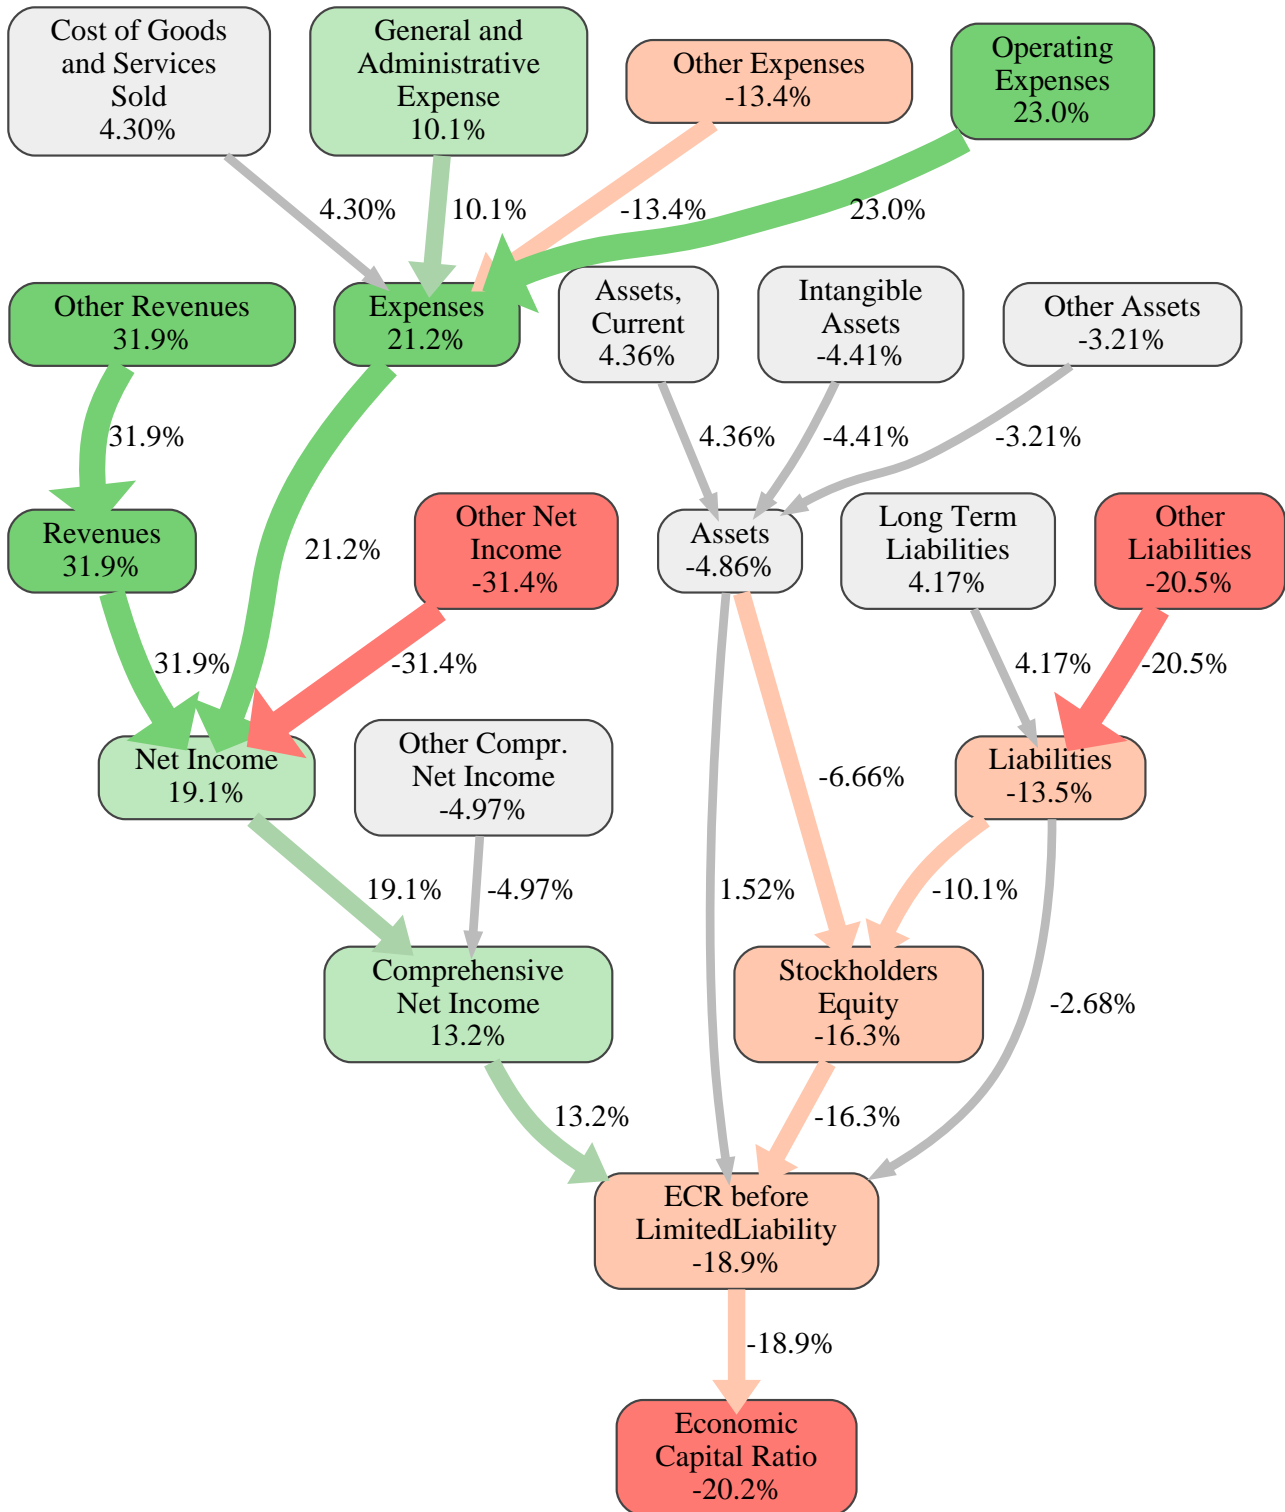 Cost of Goods
and Services
Sold
4.30%
General and
Administrative
Expense
10.1%
Other Expenses
-13.4%
Operating
Expenses
23.0%
4.30%
10.1%
-13.4%
23.0%
Other Revenues
31.9%
Expenses
21.2%
Assets,
Current
4.36%
Intangible
Assets
-4.41%
Other Assets
-3.21%
31.9%
4.36%
-4.41%
-3.21%
Revenues
31.9%
21.2%
Other Net
Income
-31.4%
Assets
-4.86%
Long Term
Liabilities
4.17%
Other
Liabilities
-20.5%
31.9%
-31.4%
4.17%
-20.5%
Net Income
19.1%
Other Compr.
Net Income
-4.97%
-6.66%
Liabilities
-13.5%
19.1%
-4.97%
1.52%
-10.1%
Comprehensive
Net Income
13.2%
Stockholders
Equity
-16.3%
-2.68%
13.2%
-16.3%
ECR before
LimitedLiability
-18.9%
-18.9%
Economic
Capital Ratio
-20.2%